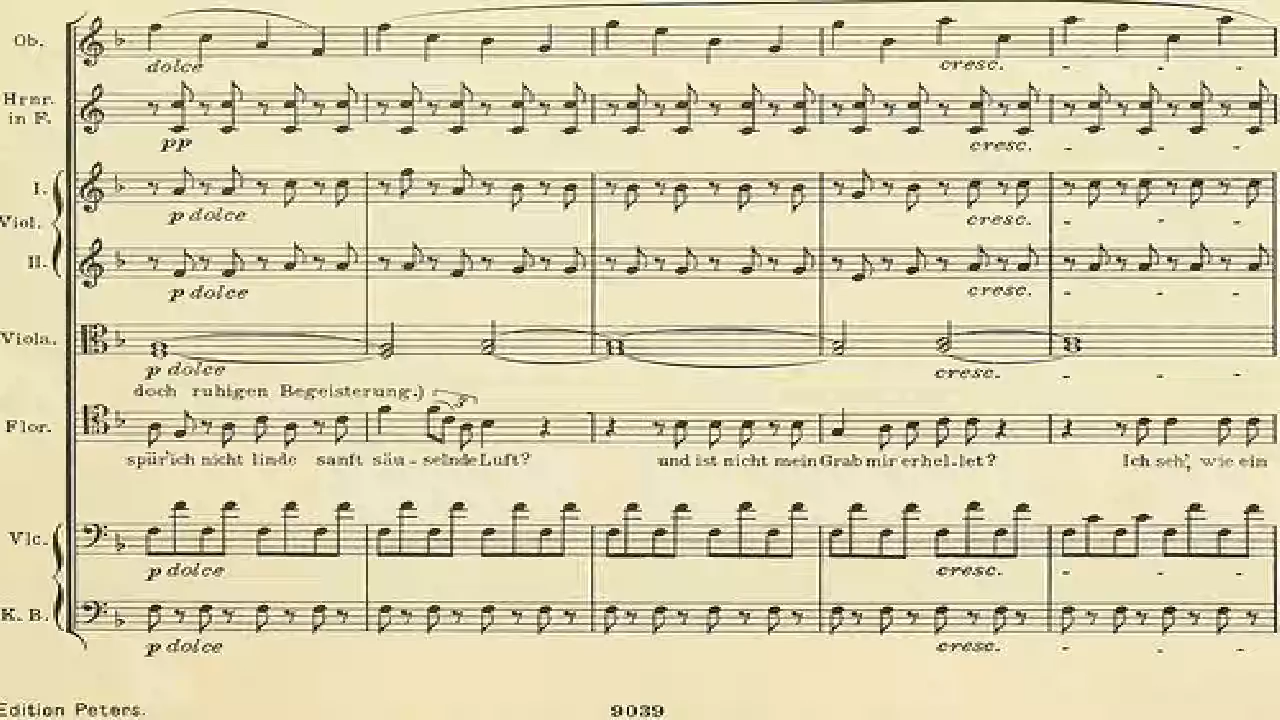 Ob.
dolce cresc. - - -
Hrnr.
in F.
pp cresc. - - -
I.
p dolce cresc. - - -
Viol.
II.
p dolce cresc. - - -
Viola.
p dolce cresc. - - -
doch ruhigen Begeisterung.)
Flor.
spür'ich nicht linde sanft säu - selnde Luft? und ist nicht mein Grab mir erhel-let? Ich seh', wie ein
Vlc.
p dolce cresc. - - -
K. B.
p dolce cresc. - - -
Edition Peters. 9039